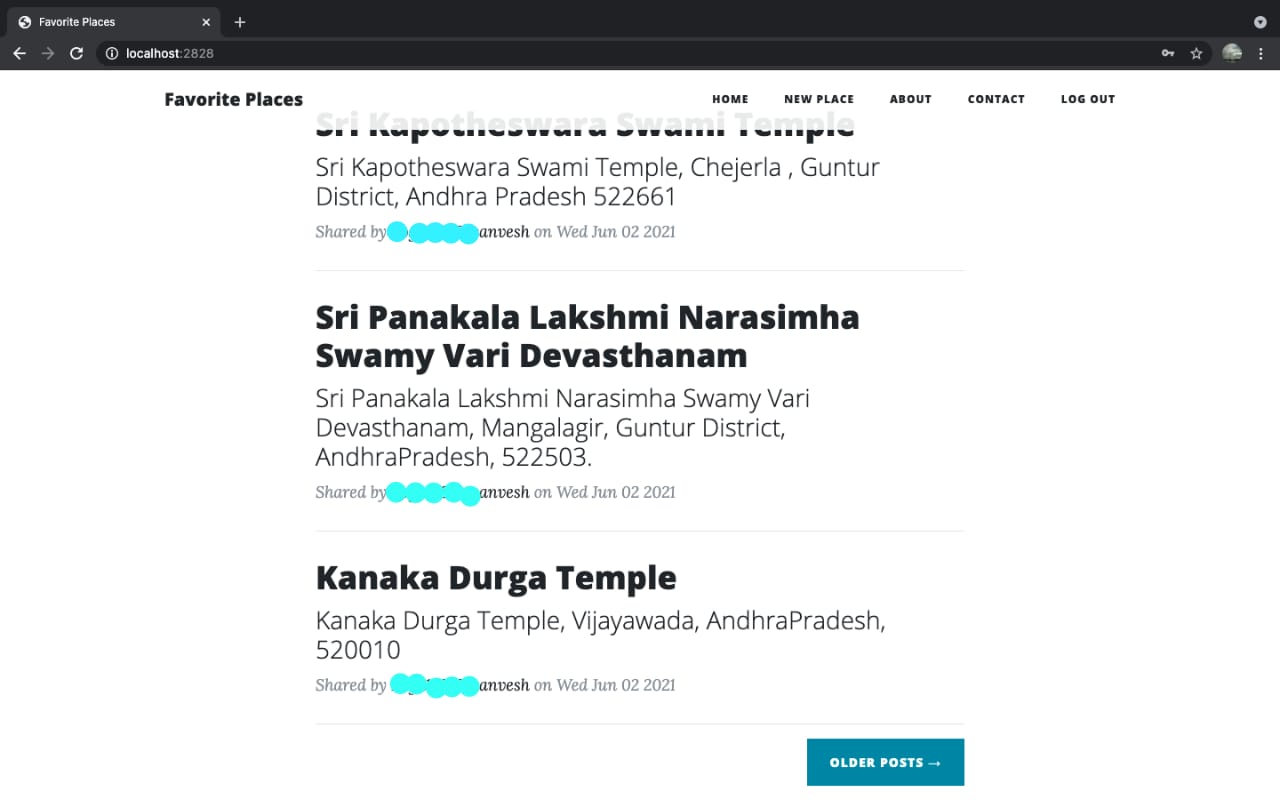 Favorite Places
localhost:2828
Favorite Places HOME NEW PLACE ABOUT CONTACT LOG OUT
Sri Kapotheswara Swami Temple
Sri Kapotheswara Swami Temple, Chejerla , Guntur
District, Andhra Pradesh 522661
Shared by anvesh on Wed Jun 02 2021
Sri Panakala Lakshmi Narasimha
Swamy Vari Devasthanam
Sri Panakala Lakshmi Narasimha Swamy Vari
Devasthanam, Mangalagir, Guntur District,
AndhraPradesh, 522503.
Shared by anvesh on Wed Jun 02 2021
Kanaka Durga Temple
Kanaka Durga Temple, Vijayawada, AndhraPradesh,
520010
Shared by anvesh on Wed Jun 02 2021
OLDER POSTS →